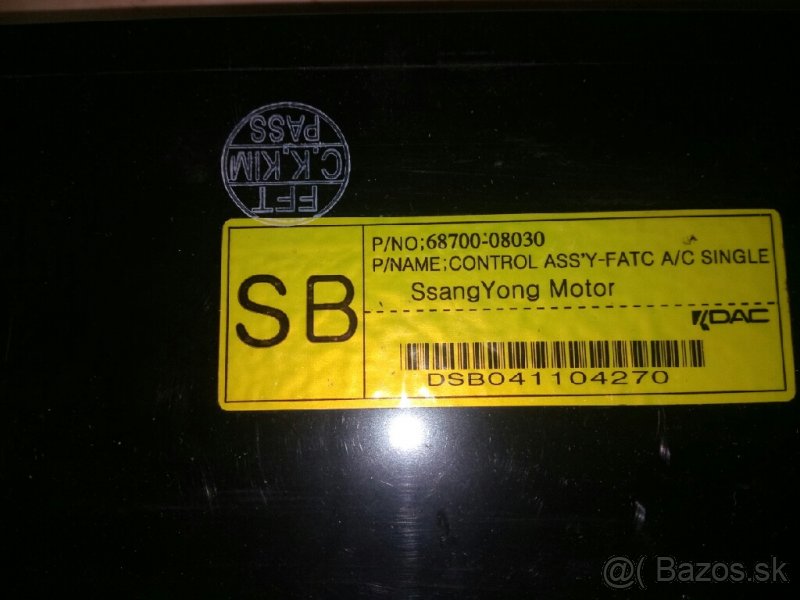 FFT
C.K.KIM
PASS
SB
P/NO;68700-08030
P/NAME;CONTROL ASS'Y-FATC A/C SINGLE
SsangYong Motor
DAC
DSB041104270
@( Bazos.sk